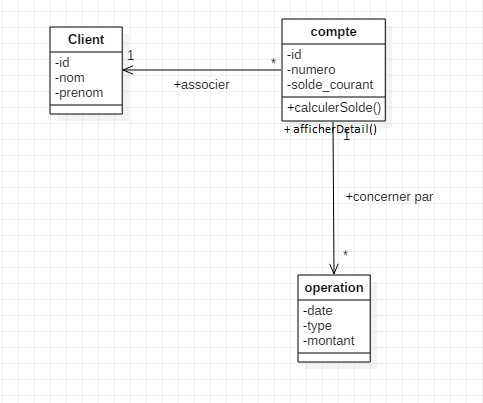 Client
-id
-nom
-prenom
1
*
+associer
compte
-id
-numero
-solde_courant
+calculerSolde()
+ afficherDetail()
1
+concerner par
*
operation
-date
-type
-montant